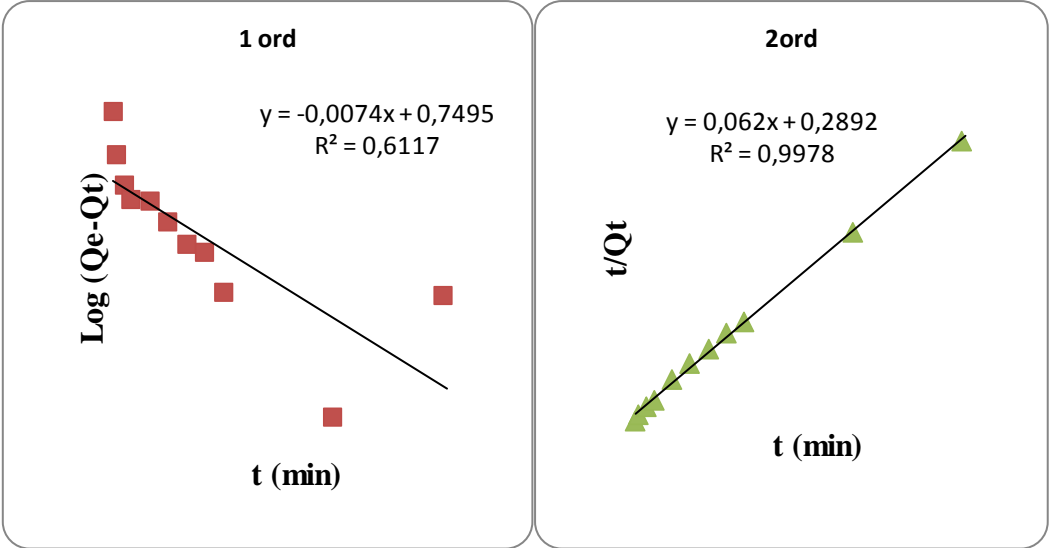 1 ord
y = -0,0074x + 0,7495
R² = 0,6117
Log (Qe-Qt)
t (min)
2ord
y = 0,062x + 0,2892
R² = 0,9978
t/Qt
t (min)